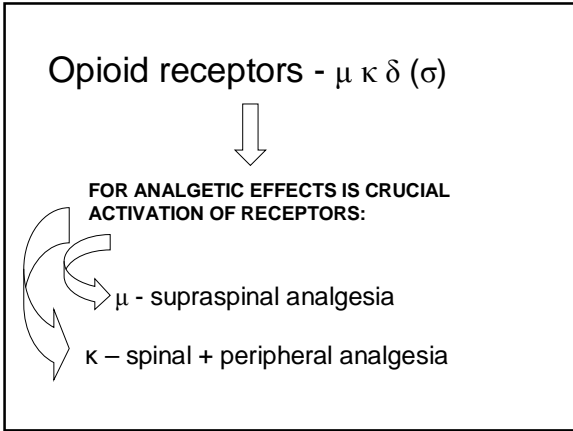 Opioid receptors - μ κ δ (σ)
FOR ANALGETIC EFFECTS IS CRUCIAL
ACTIVATION OF RECEPTORS:
μ - supraspinal analgesia
κ – spinal + peripheral analgesia